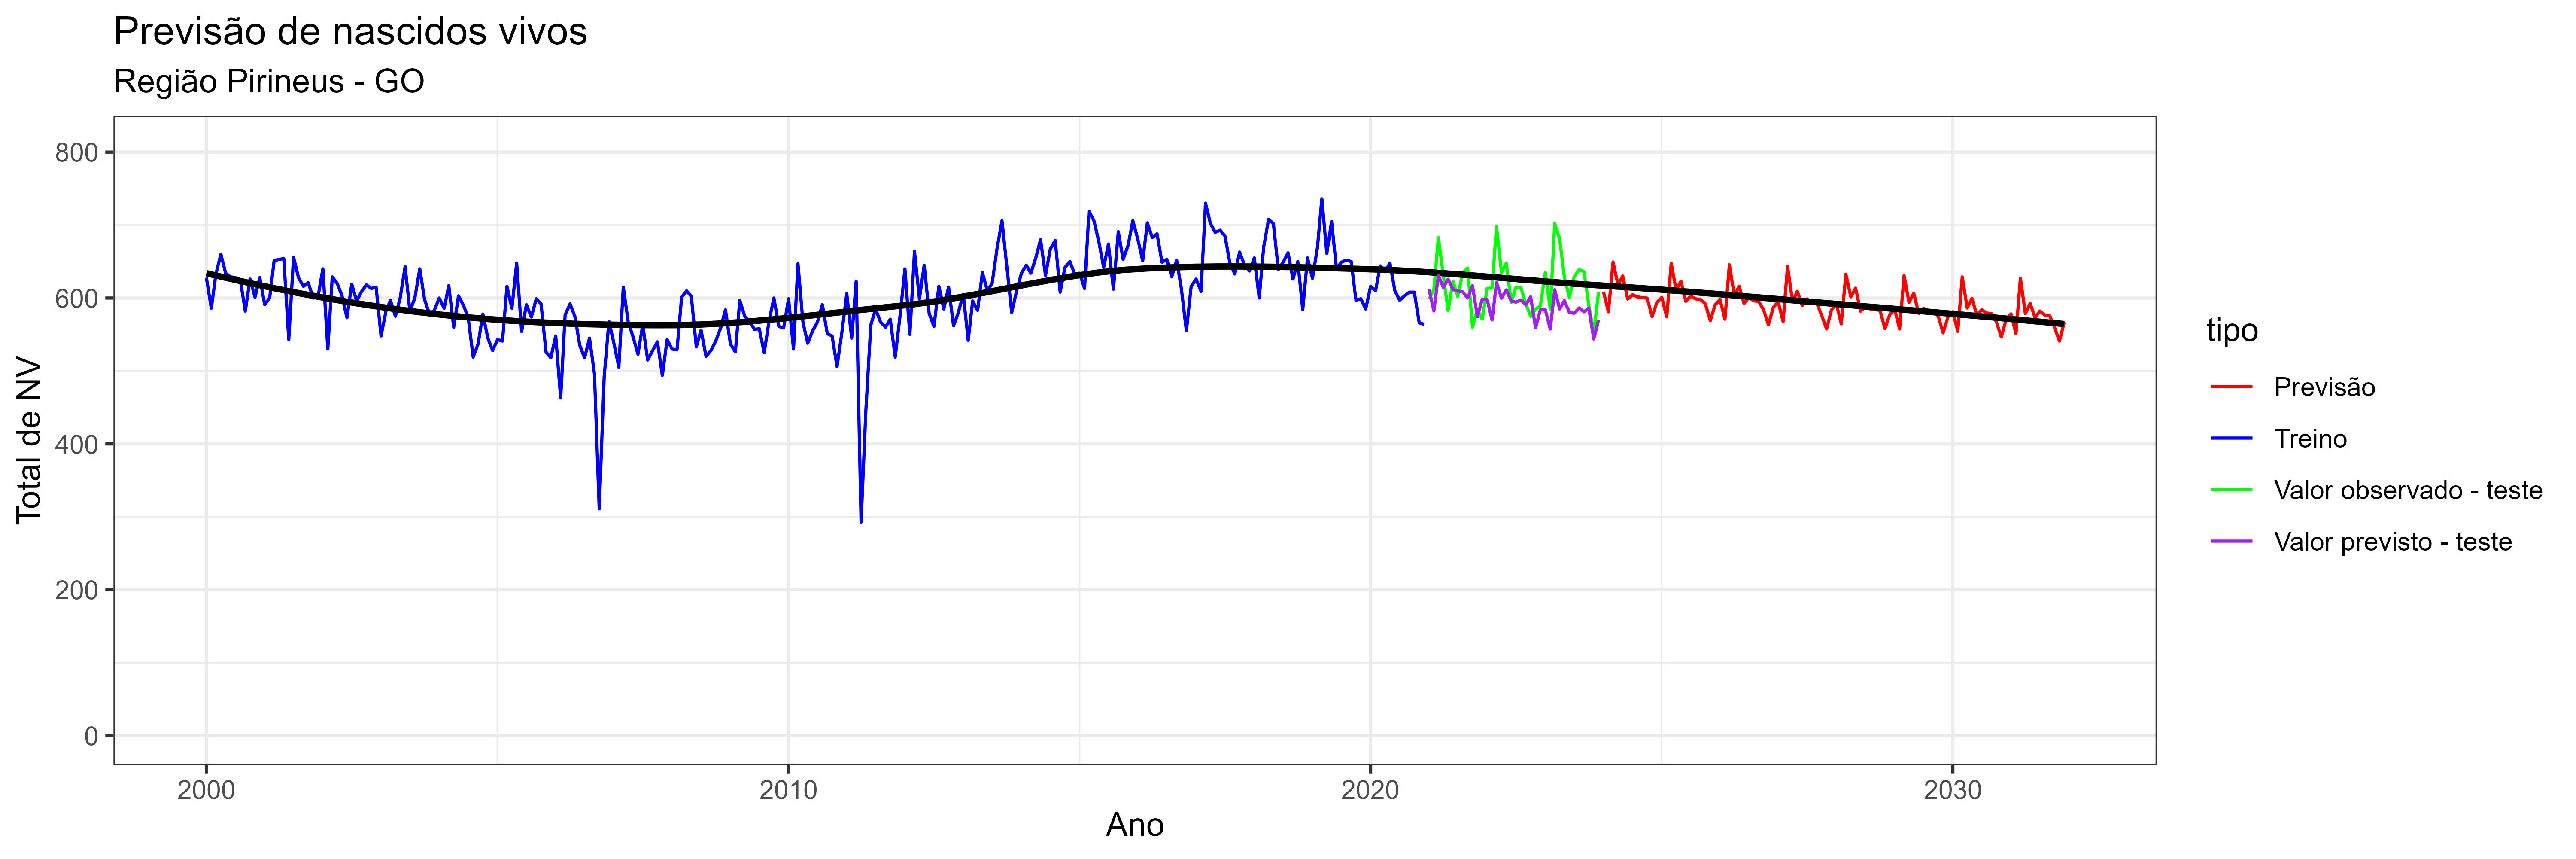 Previsão de nascidos vivos
Região Pirineus - GO
Total de NV
800
600
400
200
0
2000
2010
2020
2030
Ano
tipo
Previsão
Treino
Valor observado - teste
Valor previsto - teste